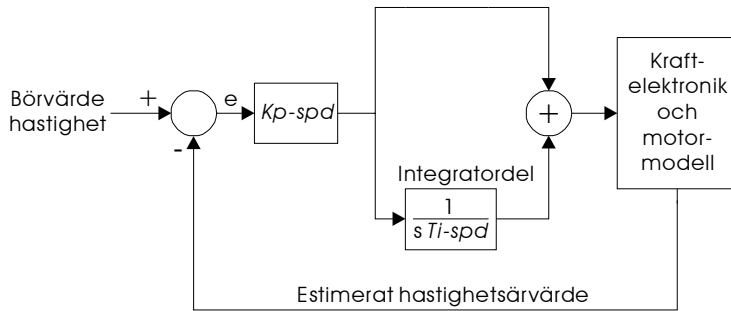 Börvärde
hastighet
+
-
e
Kp-spd
+
Integratordel
1
s Ti-spd
Kraft-
elektronik
och
motor-
modell
Estimerat hastighetsärvärde